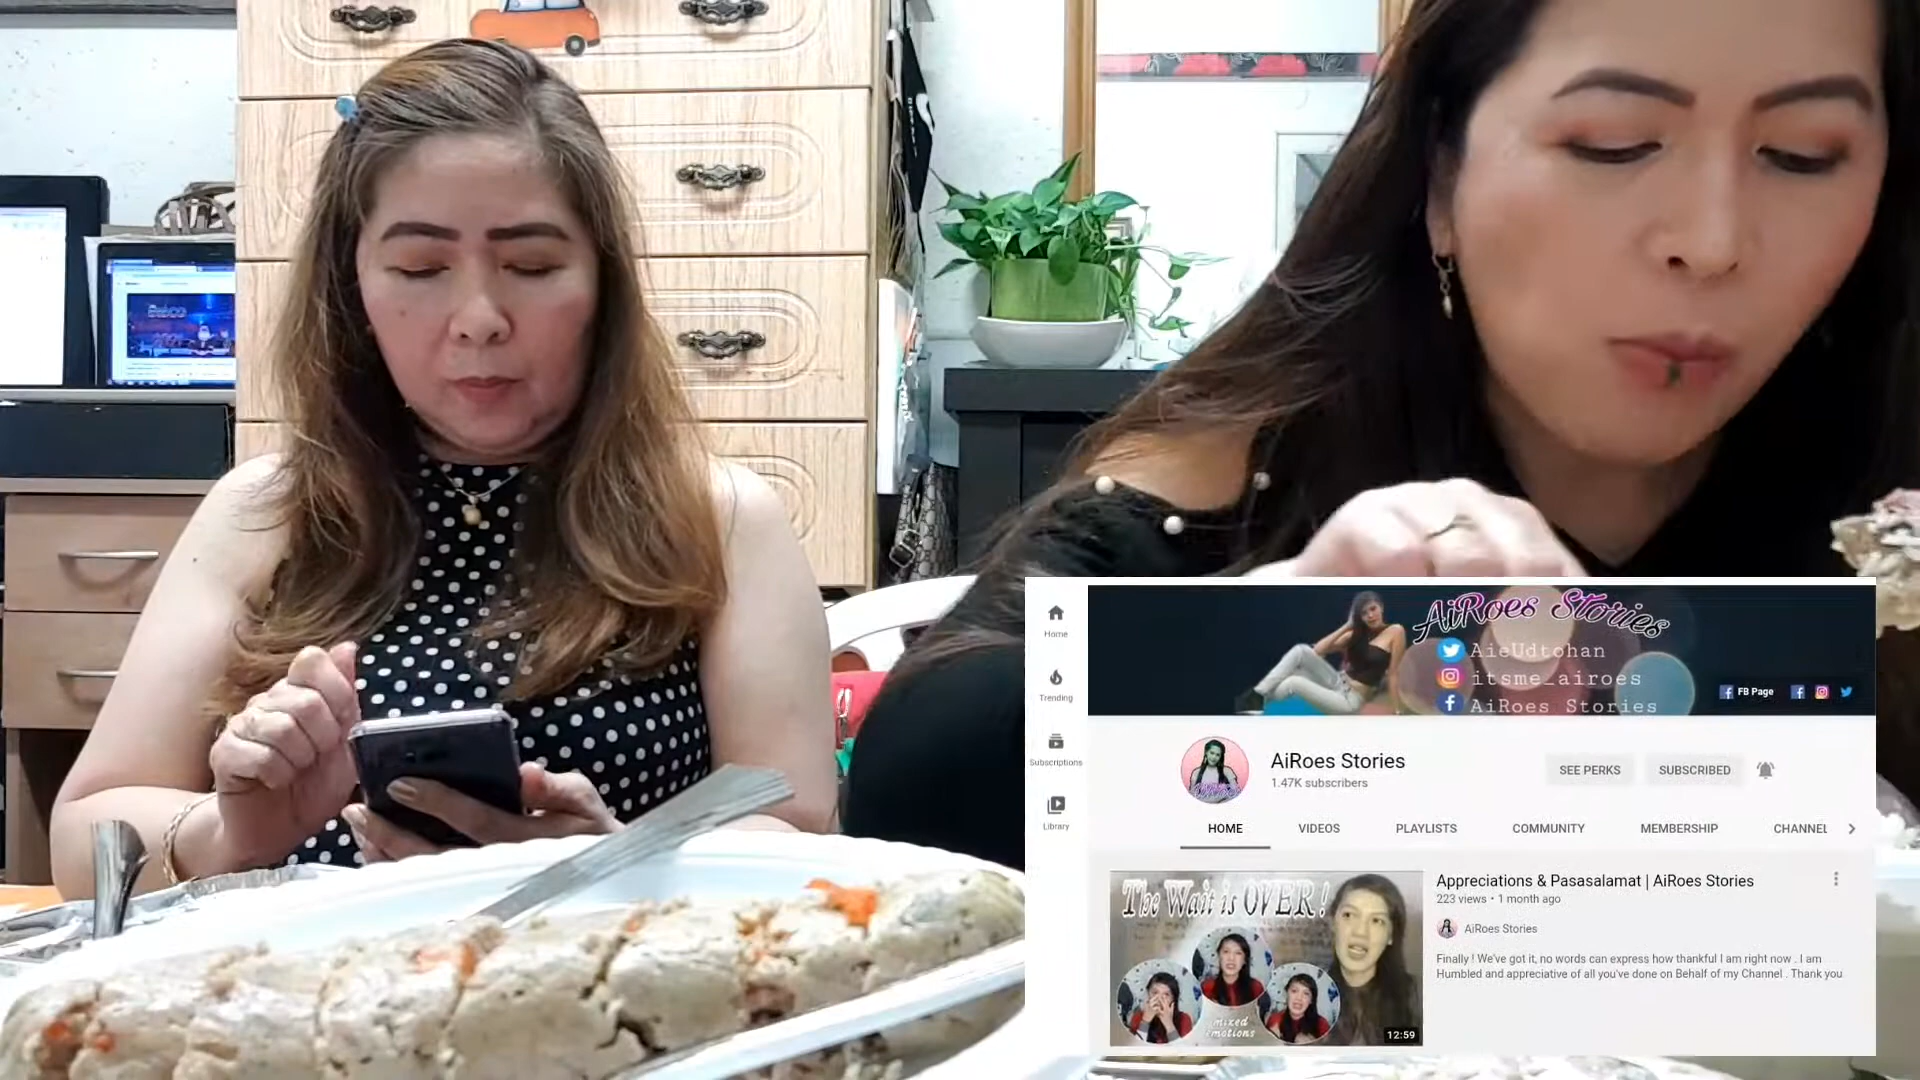 AiRoes Stories
AieUdtohan
itsme_airoes
AiRoes Stories
FB Page
Home
Trending
Subscriptions
Library
AiRoes Stories
1.47K subscribers
SEE PERKS
SUBSCRIBED
HOME VIDEOS PLAYLISTS COMMUNITY MEMBERSHIP CHANNEL
The Wait is OVER!
mixed emotions
12:59
Appreciations & Pasasalamat | AiRoes Stories
223 views • 1 month ago
AiRoes Stories
Finally ! We've got it, no words can express how thankful I am right now . I am
Humbled and appreciative of all you've done on Behalf of my Channel . Thank you